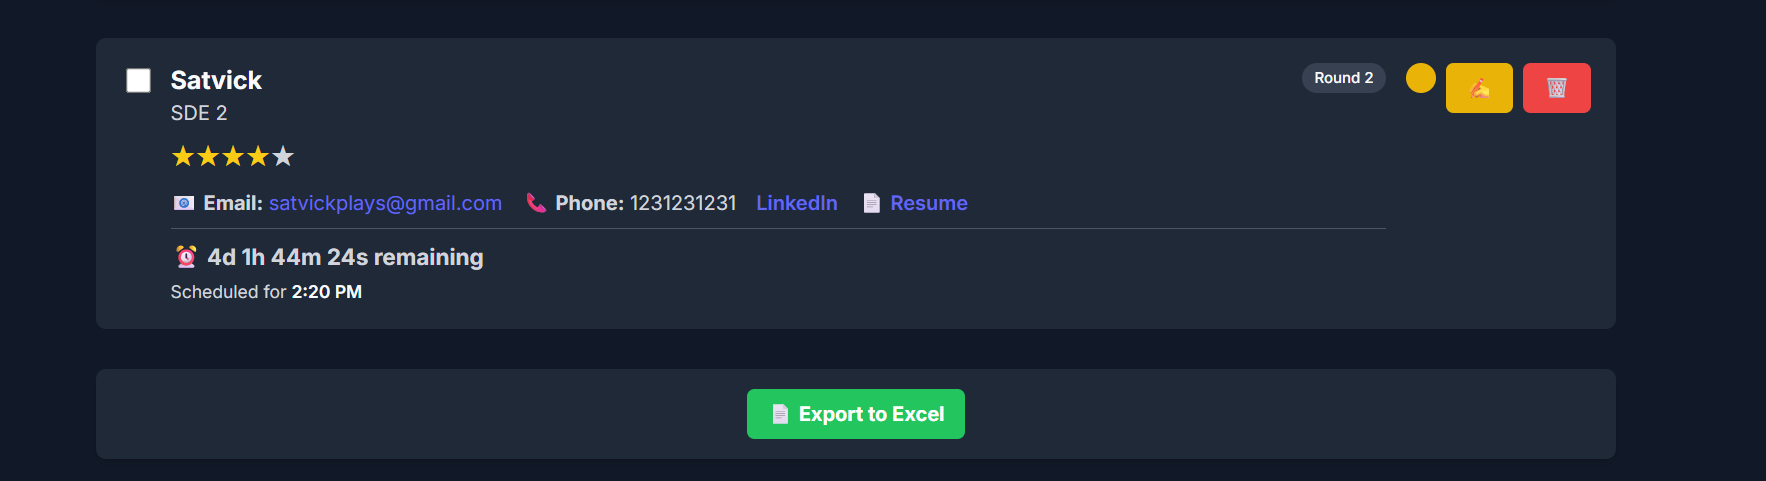 Satvick
Round 2
SDE 2
Email: satvickplays@gmail.com Phone: 1231231231 LinkedIn Resume
4d 1h 44m 24s remaining
Scheduled for 2:20 PM
Export to Excel